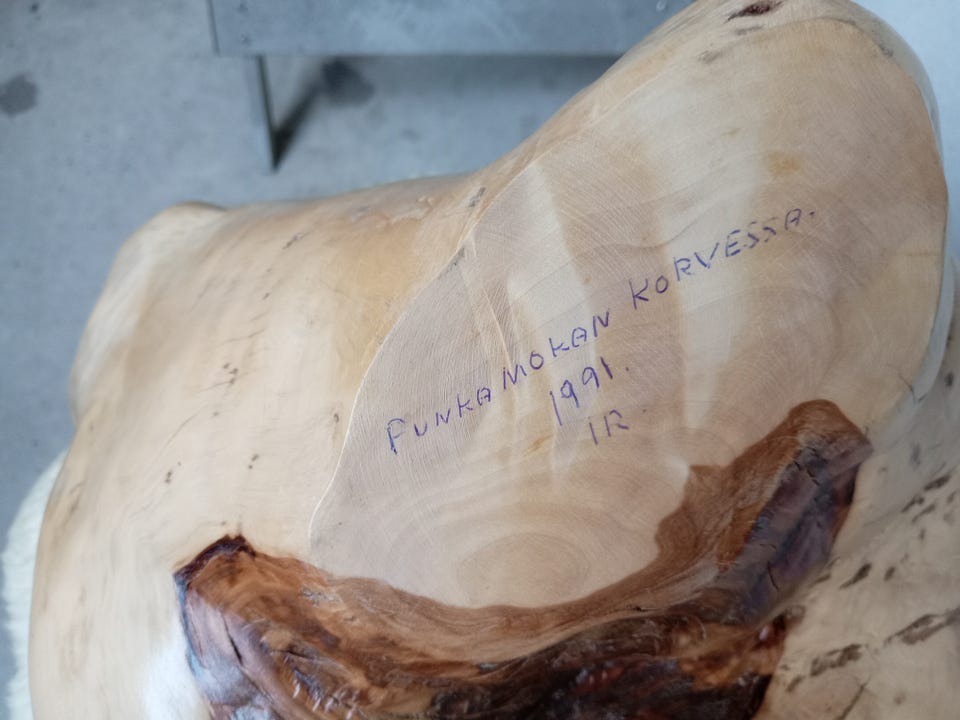 PUNKAMOKAN KORVESSA.
1991.
IR.